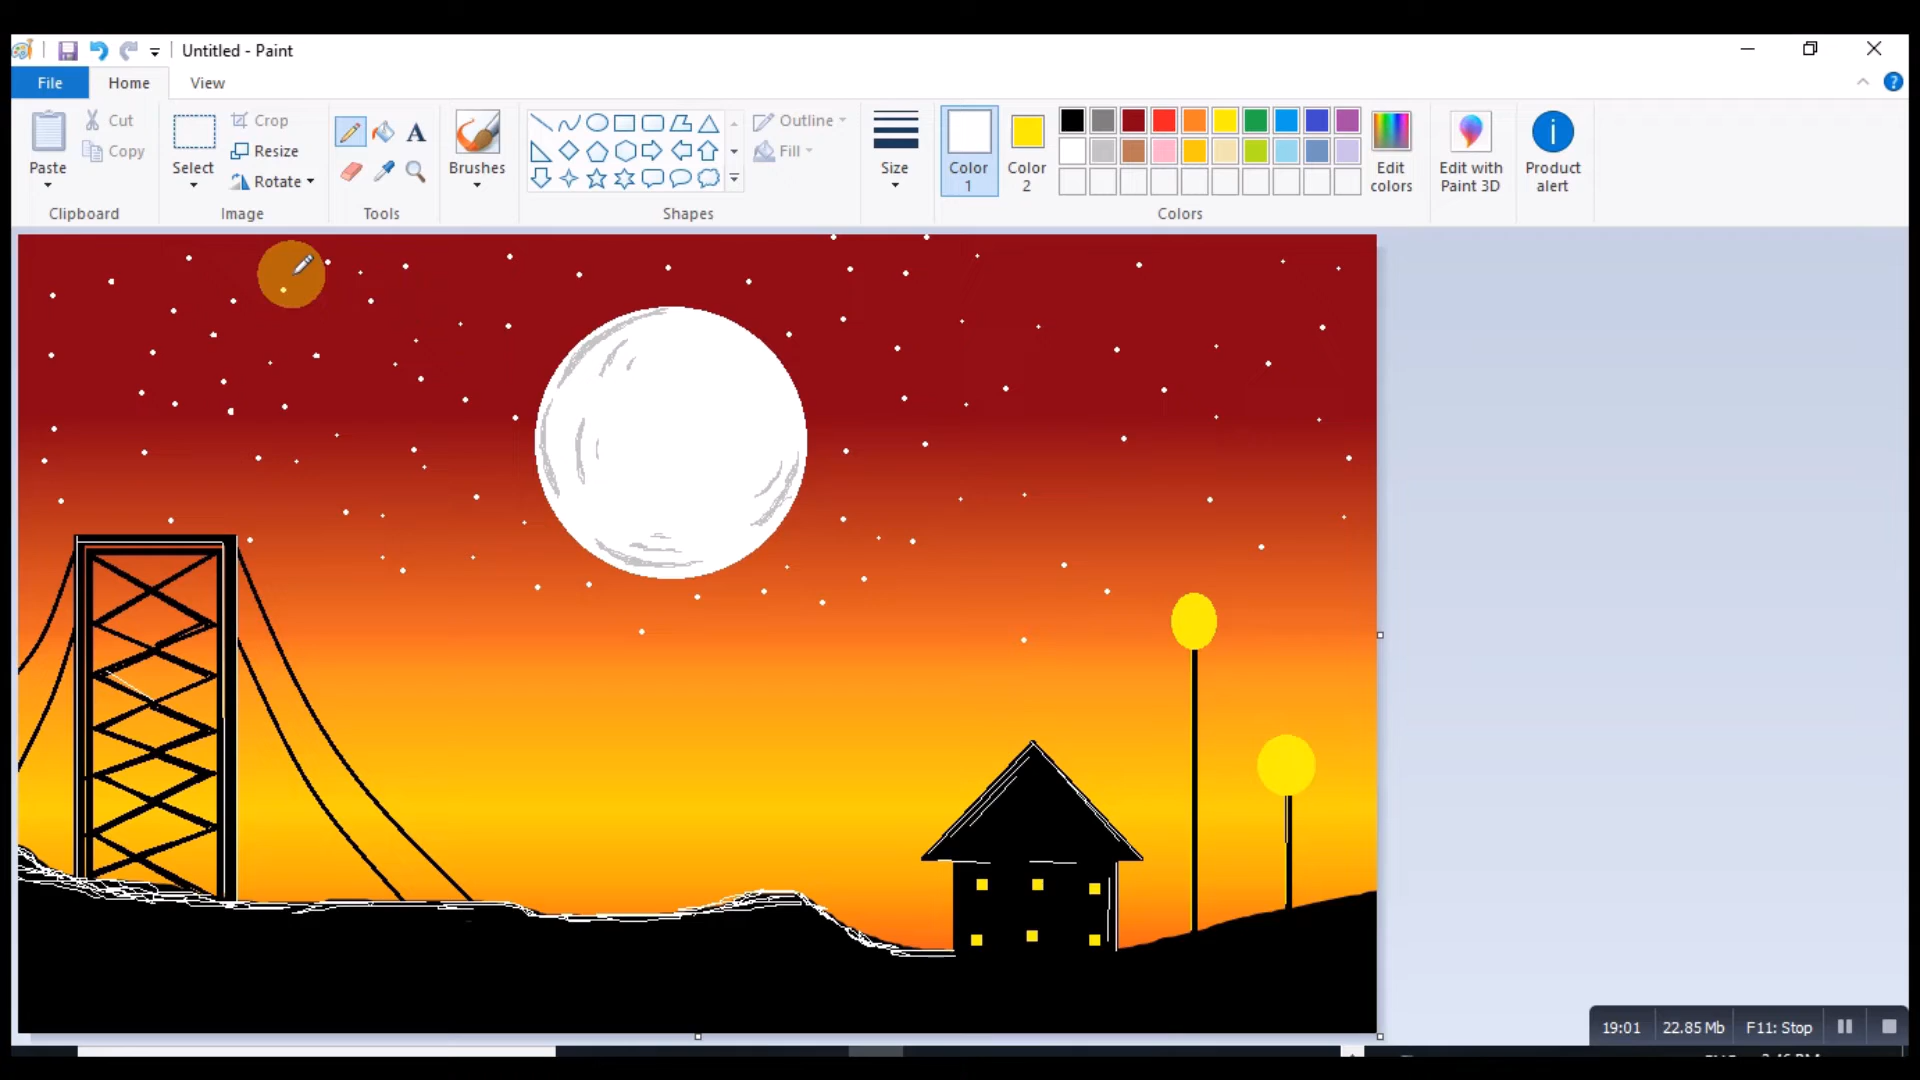 Untitled - Paint
File Home View
Paste
Cut
Copy
Clipboard
Select
Crop
Resize
Rotate
Image
A
Tools
Brushes
Outline
Fill
Shapes
Size
Color 1
Color 2
Edit colors
Colors
Edit with Paint 3D
Product alert
19:01 22.85 Mb F11: Stop